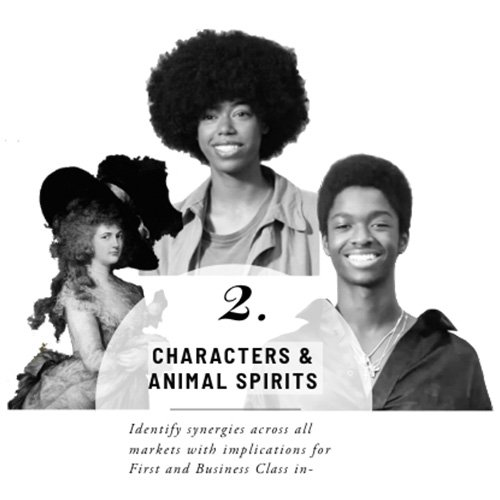 2.
CHARACTERS &
ANIMAL SPIRITS
Identify synergies across all
markets with implications for
First and Business Class in-